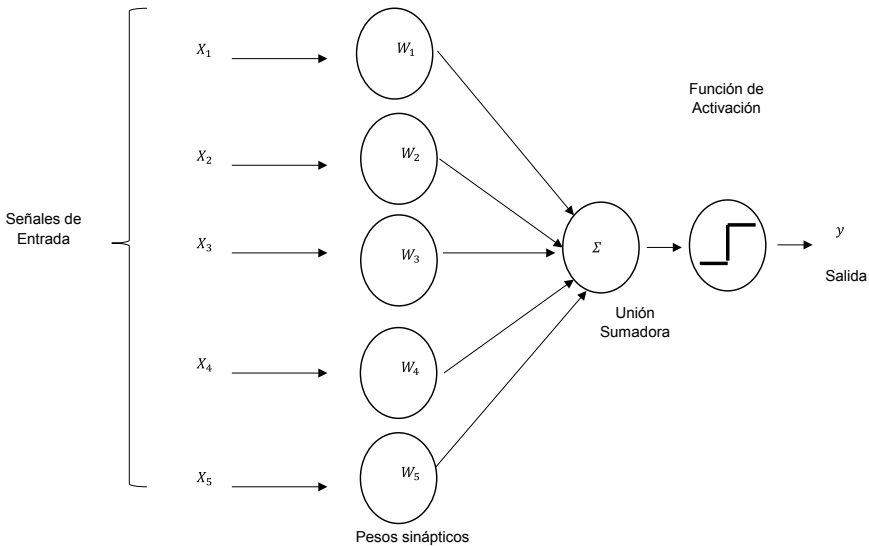 X₁
W₁
Función de
Activación
X₂
W₂
Señales de
Entrada
X₃
W₃
Σ
y
Salida
Unión
Sumadora
X₄
W₄
X₅
W₅
Pesos sinápticos